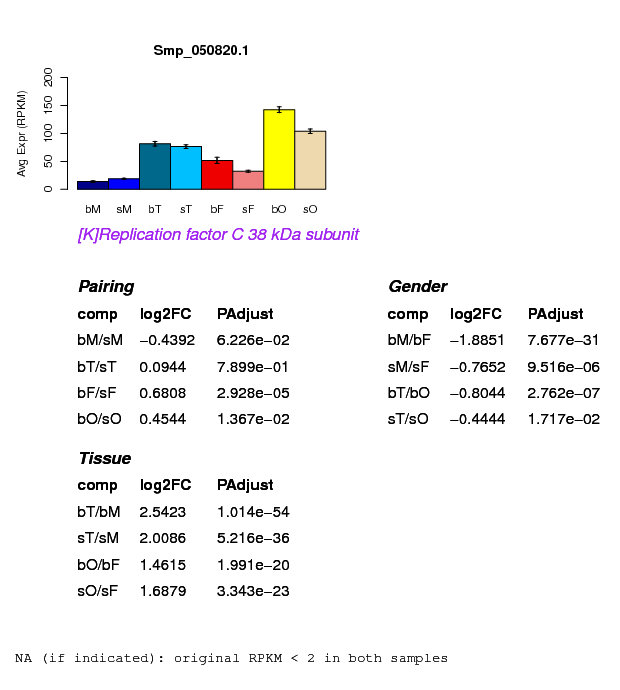 Smp_050820.1
Avg Expr (RPKM)
200
150
100
50
0
bM sM bT sT bF sF bO sO
[K]Replication factor C 38 kDa subunit
Pairing
comp log2FC PAdjust
bM/sM −0.4392 6.226e−02
bT/sT 0.0944 7.899e−01
bF/sF 0.6808 2.928e−05
bO/sO 0.4544 1.367e−02
Gender
comp log2FC PAdjust
bM/bF −1.8851 7.677e−31
sM/sF −0.7652 9.516e−06
bT/bO −0.8044 2.762e−07
sT/sO −0.4444 1.717e−02
Tissue
comp log2FC PAdjust
bT/bM 2.5423 1.014e−54
sT/sM 2.0086 5.216e−36
bO/bF 1.4615 1.991e−20
sO/sF 1.6879 3.343e−23
NA (if indicated): original RPKM < 2 in both samples